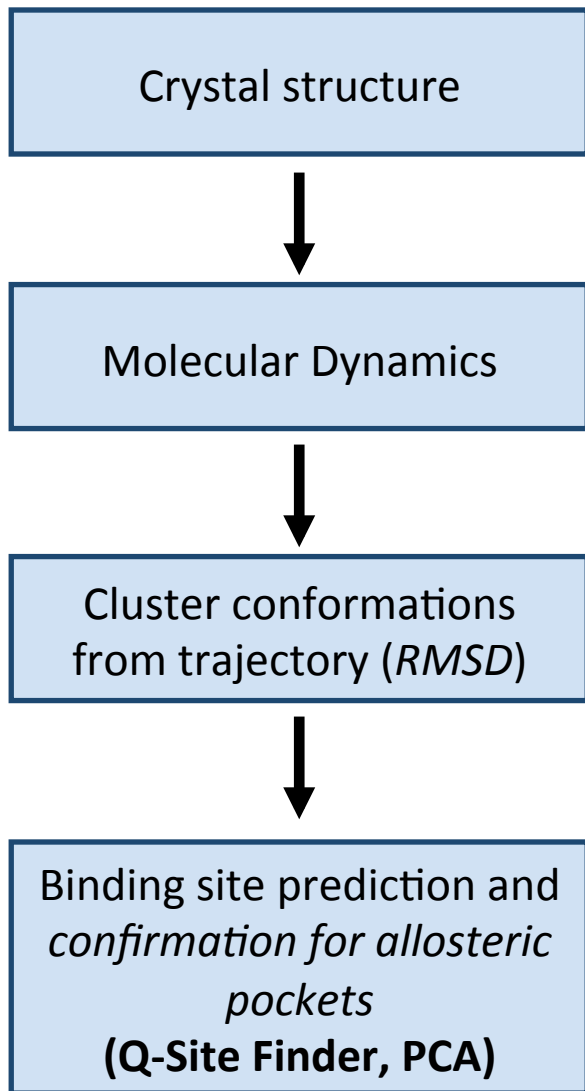 Crystal structure
Molecular Dynamics
Cluster conformations
from trajectory (RMSD)
Binding site prediction and
confirmation for allosteric
pockets
(Q-Site Finder, PCA)